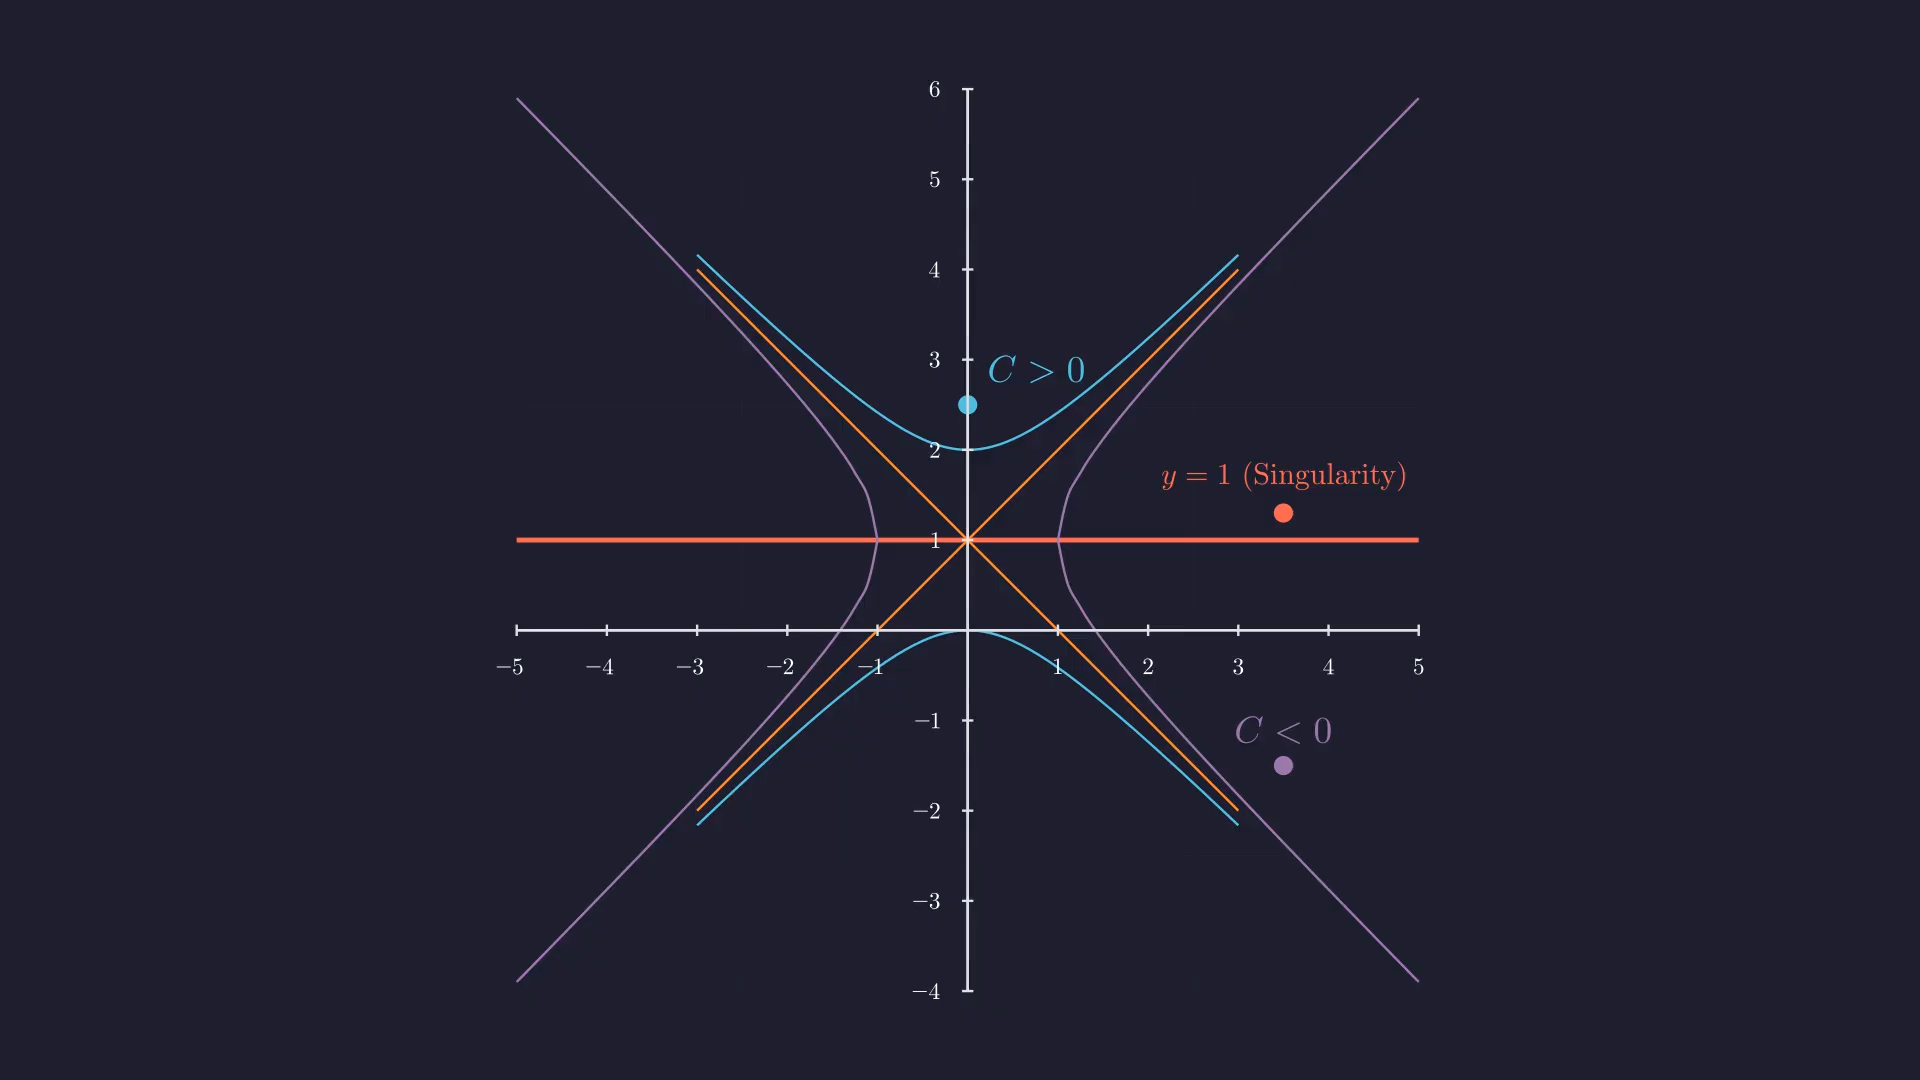 6
5
4
3
C > 0
2
y = 1 (Singularity)
1
−5 −4 −3 −2 −1 1 2 3 4 5
−1
C < 0
−2
−3
−4